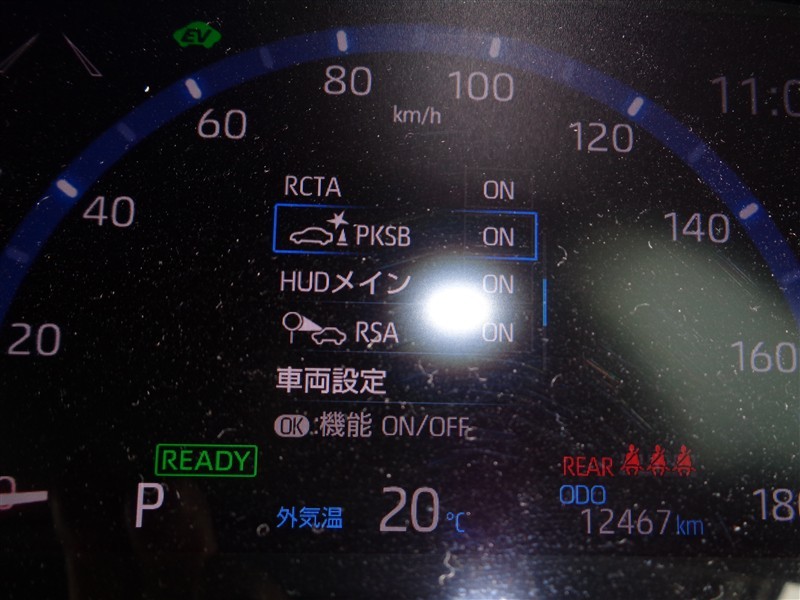 EV
80
100
km/h
60
120
40
140
20
160
180
RCTA ON
PKSB ON
HUDメイン ON
RSA ON
車両設定
OK:機能 ON/OFF
READY
REAR
P
外気温 20℃
ODO
12467km